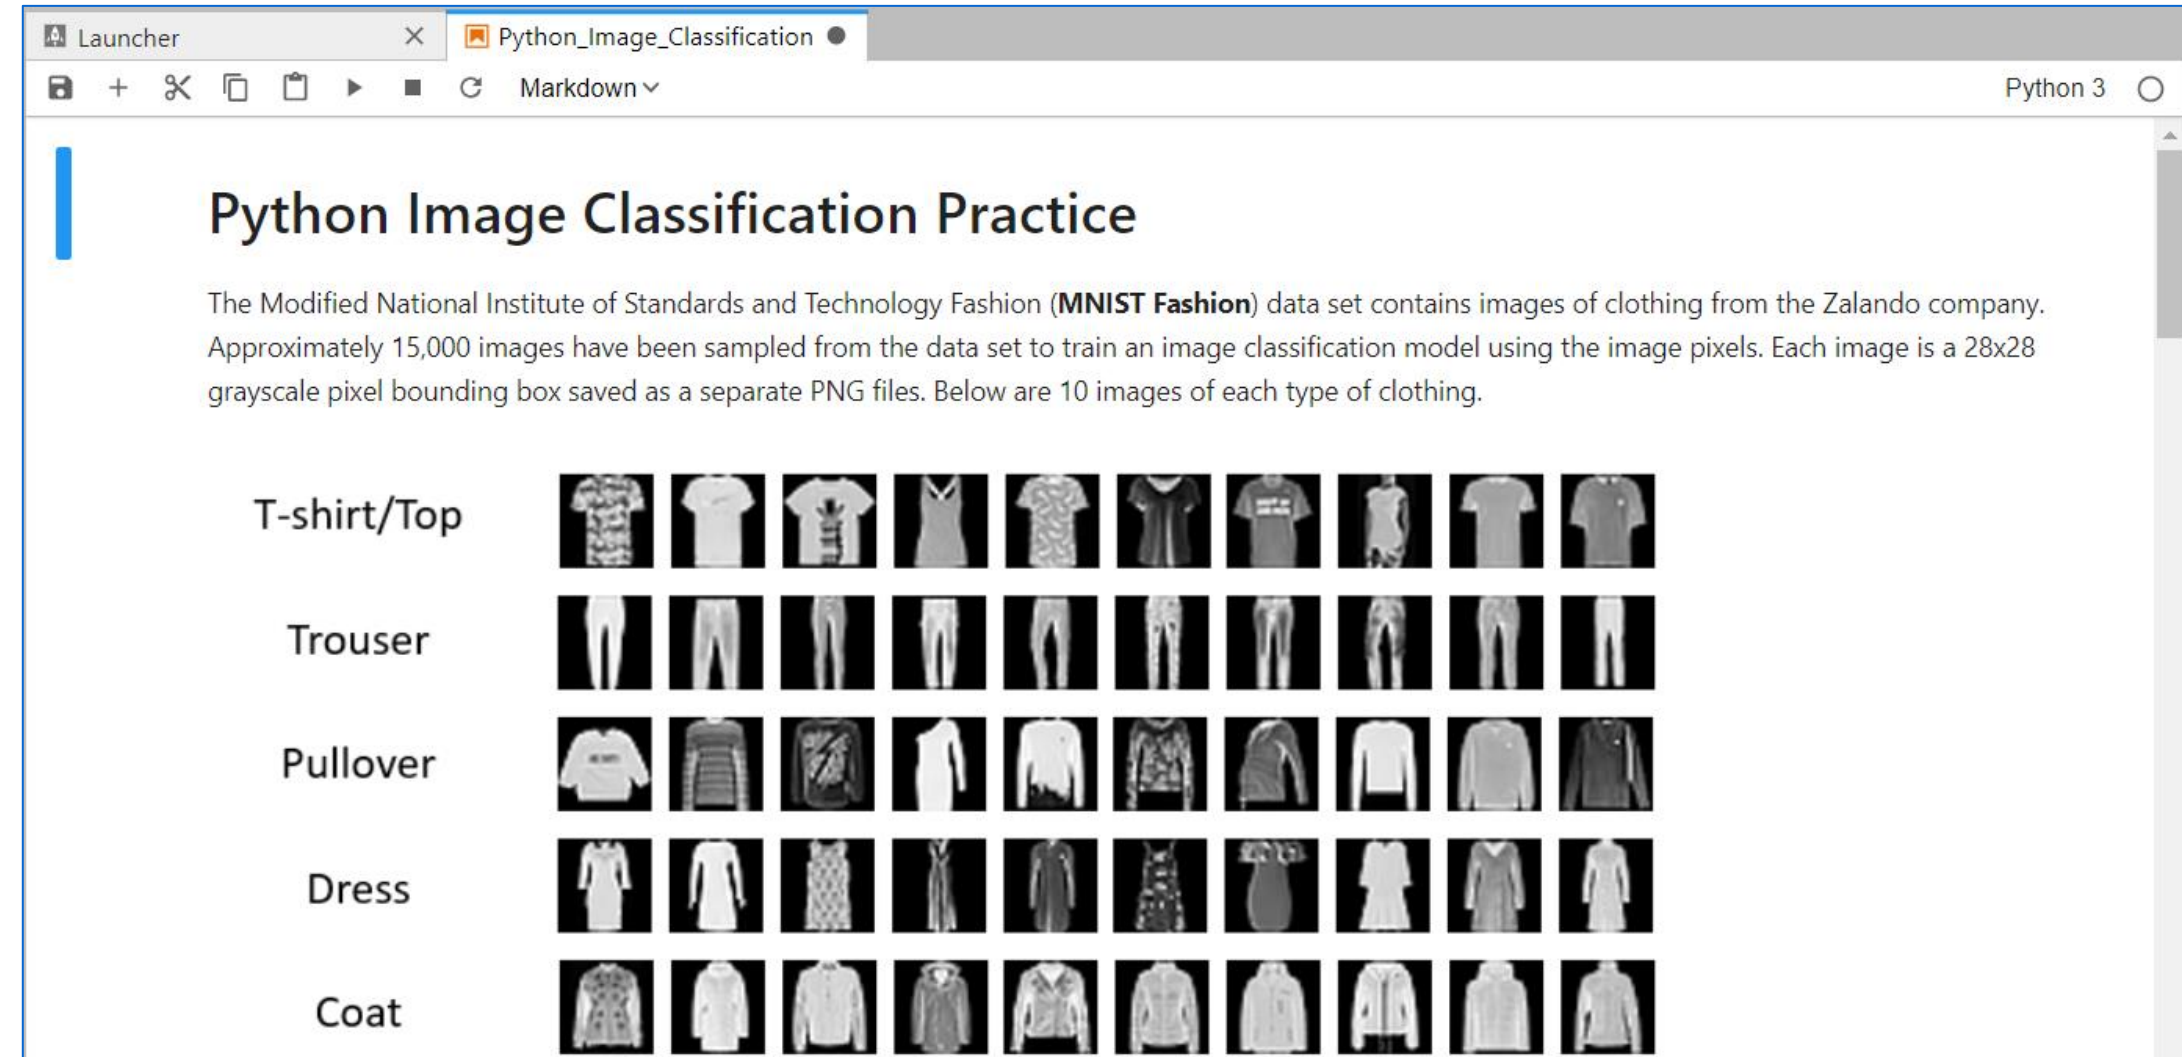 Launcher
Python_Image_Classification
Markdown
Python 3
Python Image Classification Practice
The Modified National Institute of Standards and Technology Fashion (MNIST Fashion) data set contains images of clothing from the Zalando company.
Approximately 15,000 images have been sampled from the data set to train an image classification model using the image pixels. Each image is a 28x28
grayscale pixel bounding box saved as a separate PNG files. Below are 10 images of each type of clothing.
T-shirt/Top
Trouser
Pullover
Dress
Coat